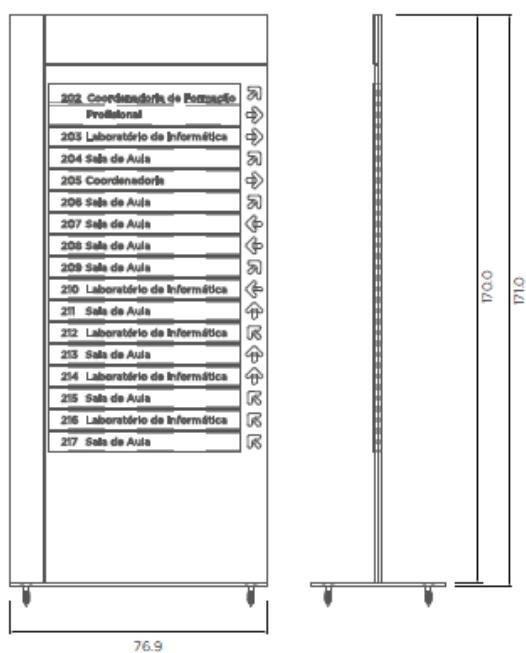 202 Coordenadoria de Formação
Profisional
203 Laboratório de Informática
204 Sala de Aula
205 Coordenadoria
206 Sala de Aula
207 Sala de Aula
208 Sala de Aula
209 Sala de Aula
210 Laboratório de Informática
211 Sala de Aula
212 Laboratório de Informática
213 Sala de Aula
214 Laboratório de Informática
215 Sala de Aula
216 Laboratório de Informática
217 Sala de Aula
76.9
170.0
171.0